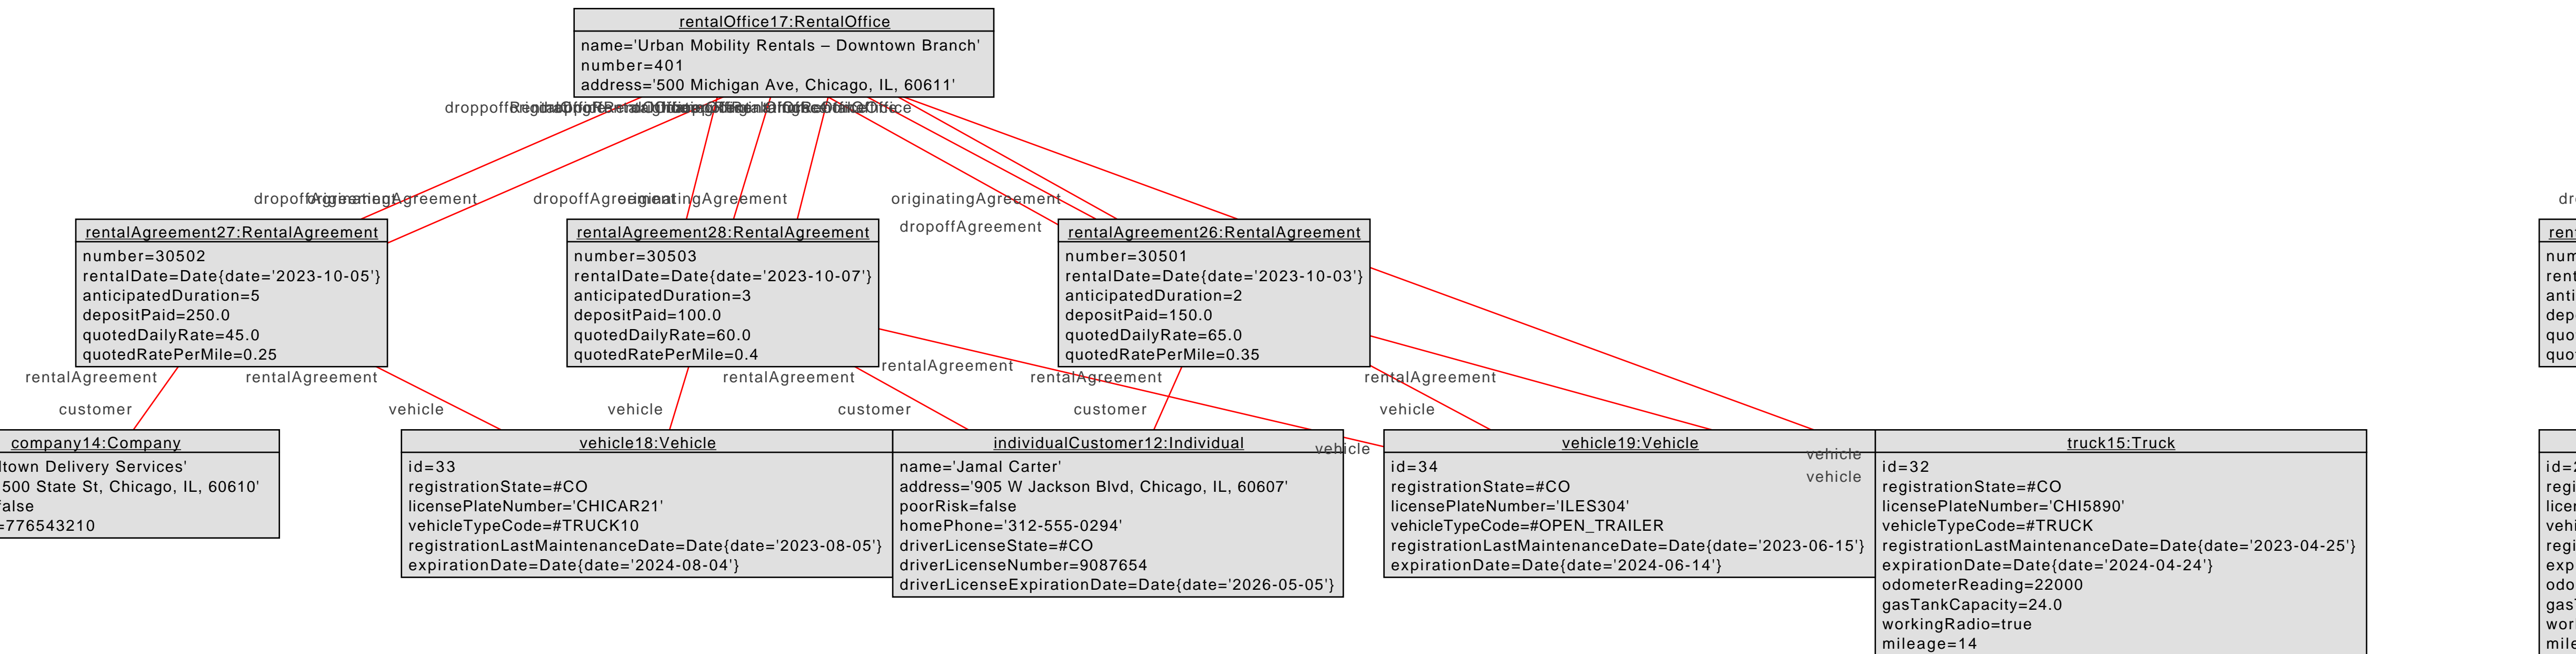 rentalOffice17:RentalOffice
name='Urban Mobility Rentals – Downtown Branch'
number=401
address='500 Michigan Ave, Chicago, IL, 60611'
originatingAgreement
dropoffAgreement
rentalAgreement27:RentalAgreement
number=30502
rentalDate=Date{date='2023-10-05'}
anticipatedDuration=5
depositPaid=250.0
quotedDailyRate=45.0
quotedRatePerMile=0.25
rentalAgreement28:RentalAgreement
number=30503
rentalDate=Date{date='2023-10-07'}
anticipatedDuration=3
depositPaid=100.0
quotedDailyRate=60.0
quotedRatePerMile=0.4
rentalAgreement26:RentalAgreement
number=30501
rentalDate=Date{date='2023-10-03'}
anticipatedDuration=2
depositPaid=150.0
quotedDailyRate=65.0
quotedRatePerMile=0.35
rentalAgreement
rentalAgreement
rentalAgreement
rentalAgreement
rentalAgreement
rentalAgreement
customer
vehicle
vehicle
customer
customer
vehicle
vehicle
vehicle
vehicle
company14:Company
town Delivery Services'
500 State St, Chicago, IL, 60610'
false
=776543210
vehicle18:Vehicle
id=33
registrationState=#CO
licensePlateNumber='CHICAR21'
vehicleTypeCode=#TRUCK10
registrationLastMaintenanceDate=Date{date='2023-08-05'}
expirationDate=Date{date='2024-08-04'}
individualCustomer12:Individual
name='Jamal Carter'
address='905 W Jackson Blvd, Chicago, IL, 60607'
poorRisk=false
homePhone='312-555-0294'
driverLicenseState=#CO
driverLicenseNumber=9087654
driverLicenseExpirationDate=Date{date='2026-05-05'}
vehicle19:Vehicle
id=34
registrationState=#CO
licensePlateNumber='ILES304'
vehicleTypeCode=#OPEN_TRAILER
registrationLastMaintenanceDate=Date{date='2023-06-15'}
expirationDate=Date{date='2024-06-14'}
truck15:Truck
id=32
registrationState=#CO
licensePlateNumber='CHI5890'
vehicleTypeCode=#TRUCK
registrationLastMaintenanceDate=Date{date='2023-04-25'}
expirationDate=Date{date='2024-04-24'}
odometerReading=22000
gasTankCapacity=24.0
workingRadio=true
mileage=14